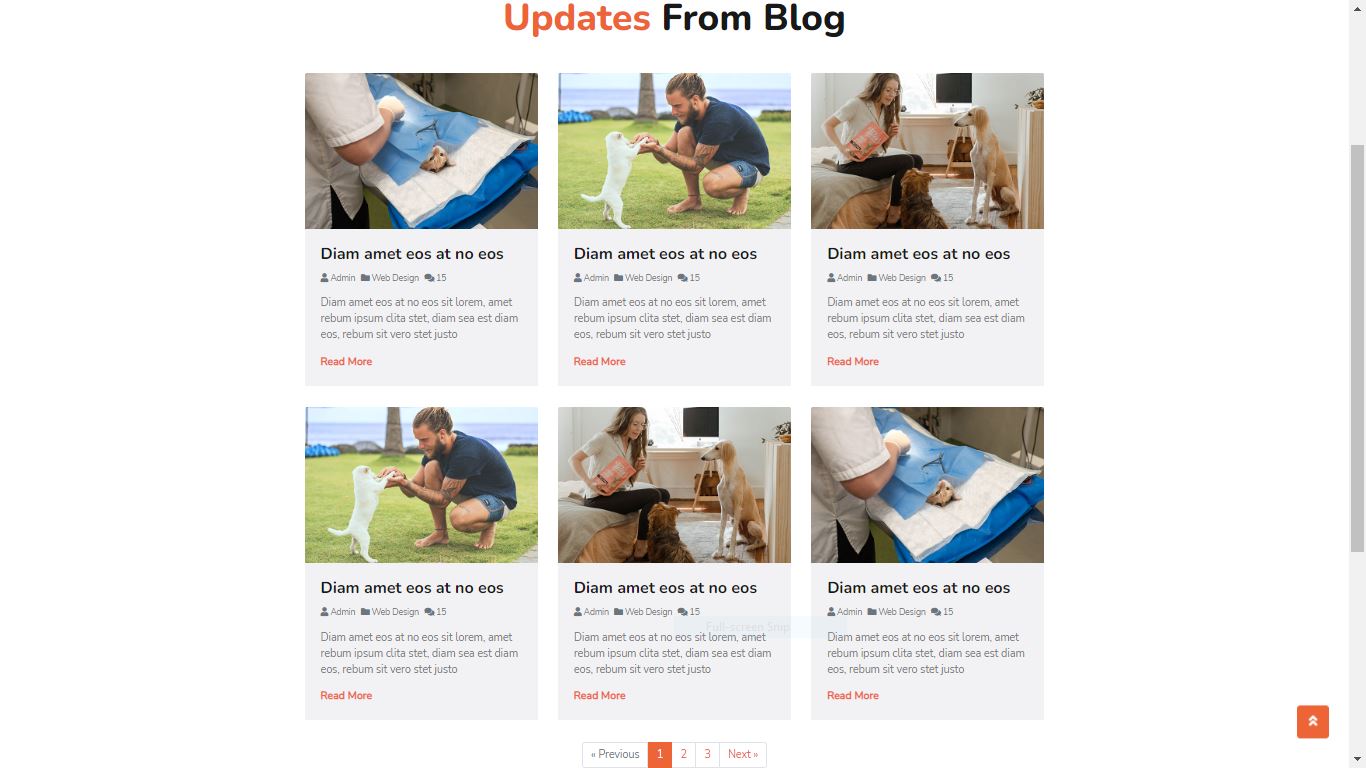 Updates From Blog
Diam amet eos at no eos
Admin Web Design 15
Diam amet eos at no eos sit lorem, amet
rebum ipsum clita stet, diam sea est diam
eos, rebum sit vero stet justo
Read More
Diam amet eos at no eos
Admin Web Design 15
Diam amet eos at no eos sit lorem, amet
rebum ipsum clita stet, diam sea est diam
eos, rebum sit vero stet justo
Read More
Diam amet eos at no eos
Admin Web Design 15
Diam amet eos at no eos sit lorem, amet
rebum ipsum clita stet, diam sea est diam
eos, rebum sit vero stet justo
Read More
Diam amet eos at no eos
Admin Web Design 15
Diam amet eos at no eos sit lorem, amet
rebum ipsum clita stet, diam sea est diam
eos, rebum sit vero stet justo
Read More
Diam amet eos at no eos
Admin Web Design 15
Full-screen Snip
Diam amet eos at no eos sit lorem, amet
rebum ipsum clita stet, diam sea est diam
eos, rebum sit vero stet justo
Read More
Diam amet eos at no eos
Admin Web Design 15
Diam amet eos at no eos sit lorem, amet
rebum ipsum clita stet, diam sea est diam
eos, rebum sit vero stet justo
Read More
« Previous 1 2 3 Next »